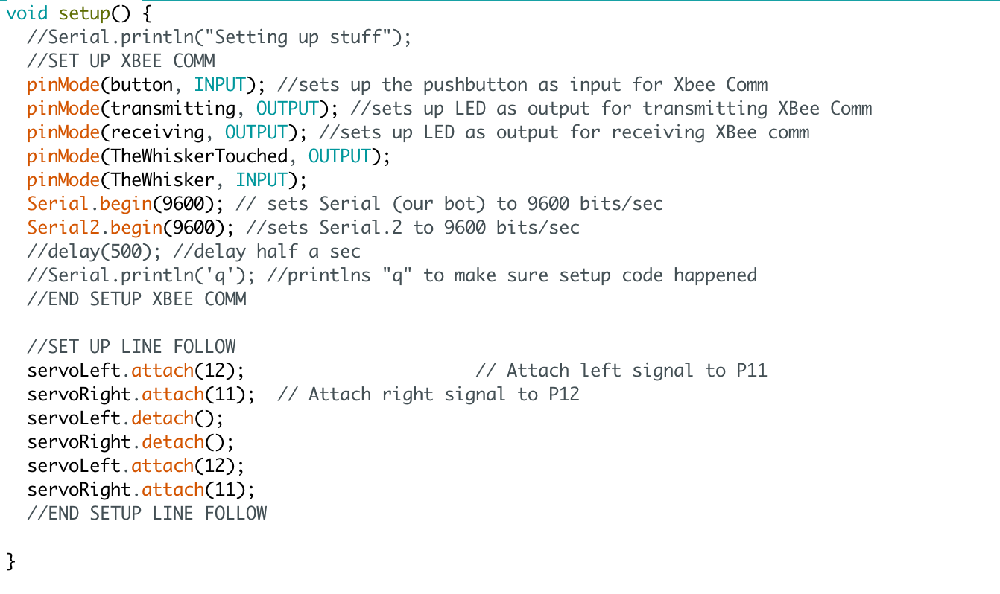 void setup() {
  //Serial.println("Setting up stuff");
  //SET UP XBEE COMM
  pinMode(button, INPUT); //sets up the pushbutton as input for Xbee Comm
  pinMode(transmitting, OUTPUT); //sets up LED as output for transmitting XBee Comm
  pinMode(receiving, OUTPUT); //sets up LED as output for receiving XBee comm
  pinMode(TheWhiskerTouched, OUTPUT);
  pinMode(TheWhisker, INPUT);
  Serial.begin(9600); // sets Serial (our bot) to 9600 bits/sec
  Serial2.begin(9600); //sets Serial.2 to 9600 bits/sec
  //delay(500); //delay half a sec
  //Serial.println('q'); //printlns "q" to make sure setup code happened
  //END SETUP XBEE COMM

  //SET UP LINE FOLLOW
  servoLeft.attach(12);                      // Attach left signal to P11
  servoRight.attach(11);  // Attach right signal to P12
  servoLeft.detach();
  servoRight.detach();
  servoLeft.attach(12);
  servoRight.attach(11);
  //END SETUP LINE FOLLOW

}